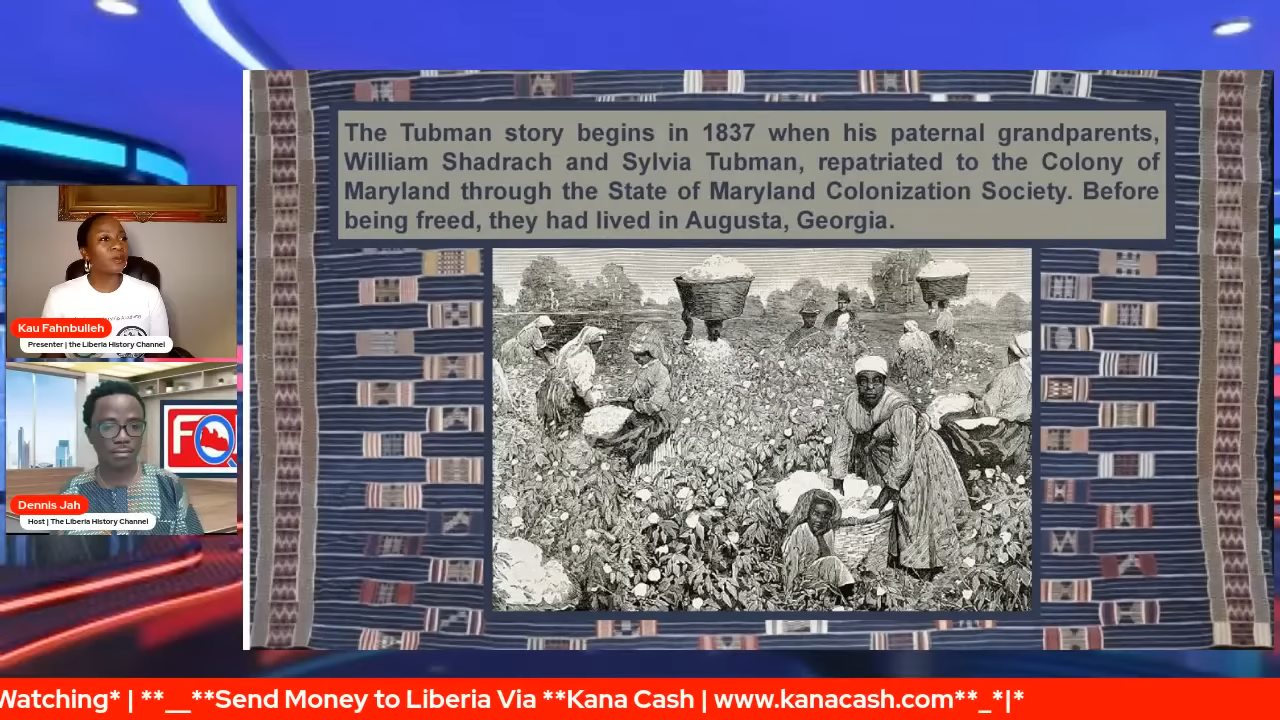 The Tubman story begins in 1837 when his paternal grandparents,
William Shadrach and Sylvia Tubman, repatriated to the Colony of
Maryland through the State of Maryland Colonization Society. Before
being freed, they had lived in Augusta, Georgia.
Kau Fahnbulleh
Presenter | the Liberia History Channel
Dennis Jah
Host | The Liberia History Channel
Watching* | **__**Send Money to Liberia Via **Kana Cash | www.kanacash.com**_*|*